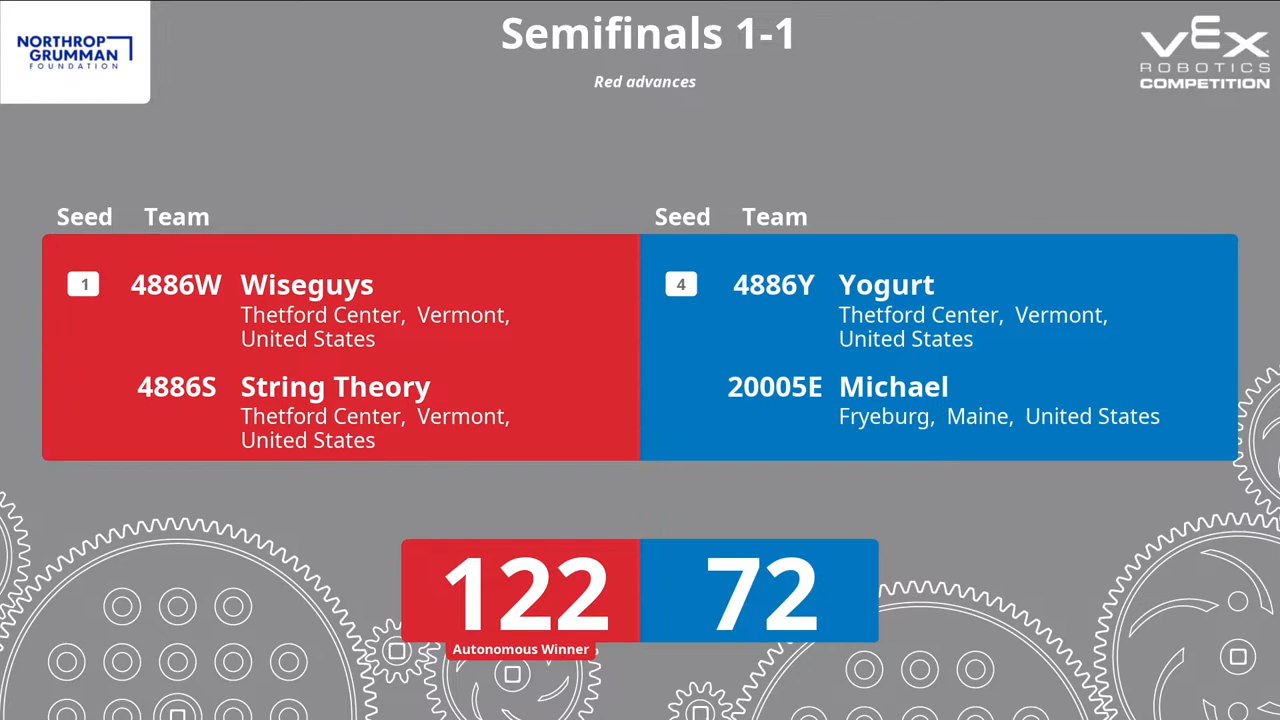 NORTHROP
GRUMMAN
FOUNDATION
Semifinals 1-1
Red advances
VEX
ROBOTICS
COMPETITION
Seed Team
Seed Team
1 4886W Wiseguys
Thetford Center, Vermont,
United States
4886S String Theory
Thetford Center, Vermont,
United States
4 4886Y Yogurt
Thetford Center, Vermont,
United States
20005E Michael
Fryeburg, Maine, United States
122
72
Autonomous Winner